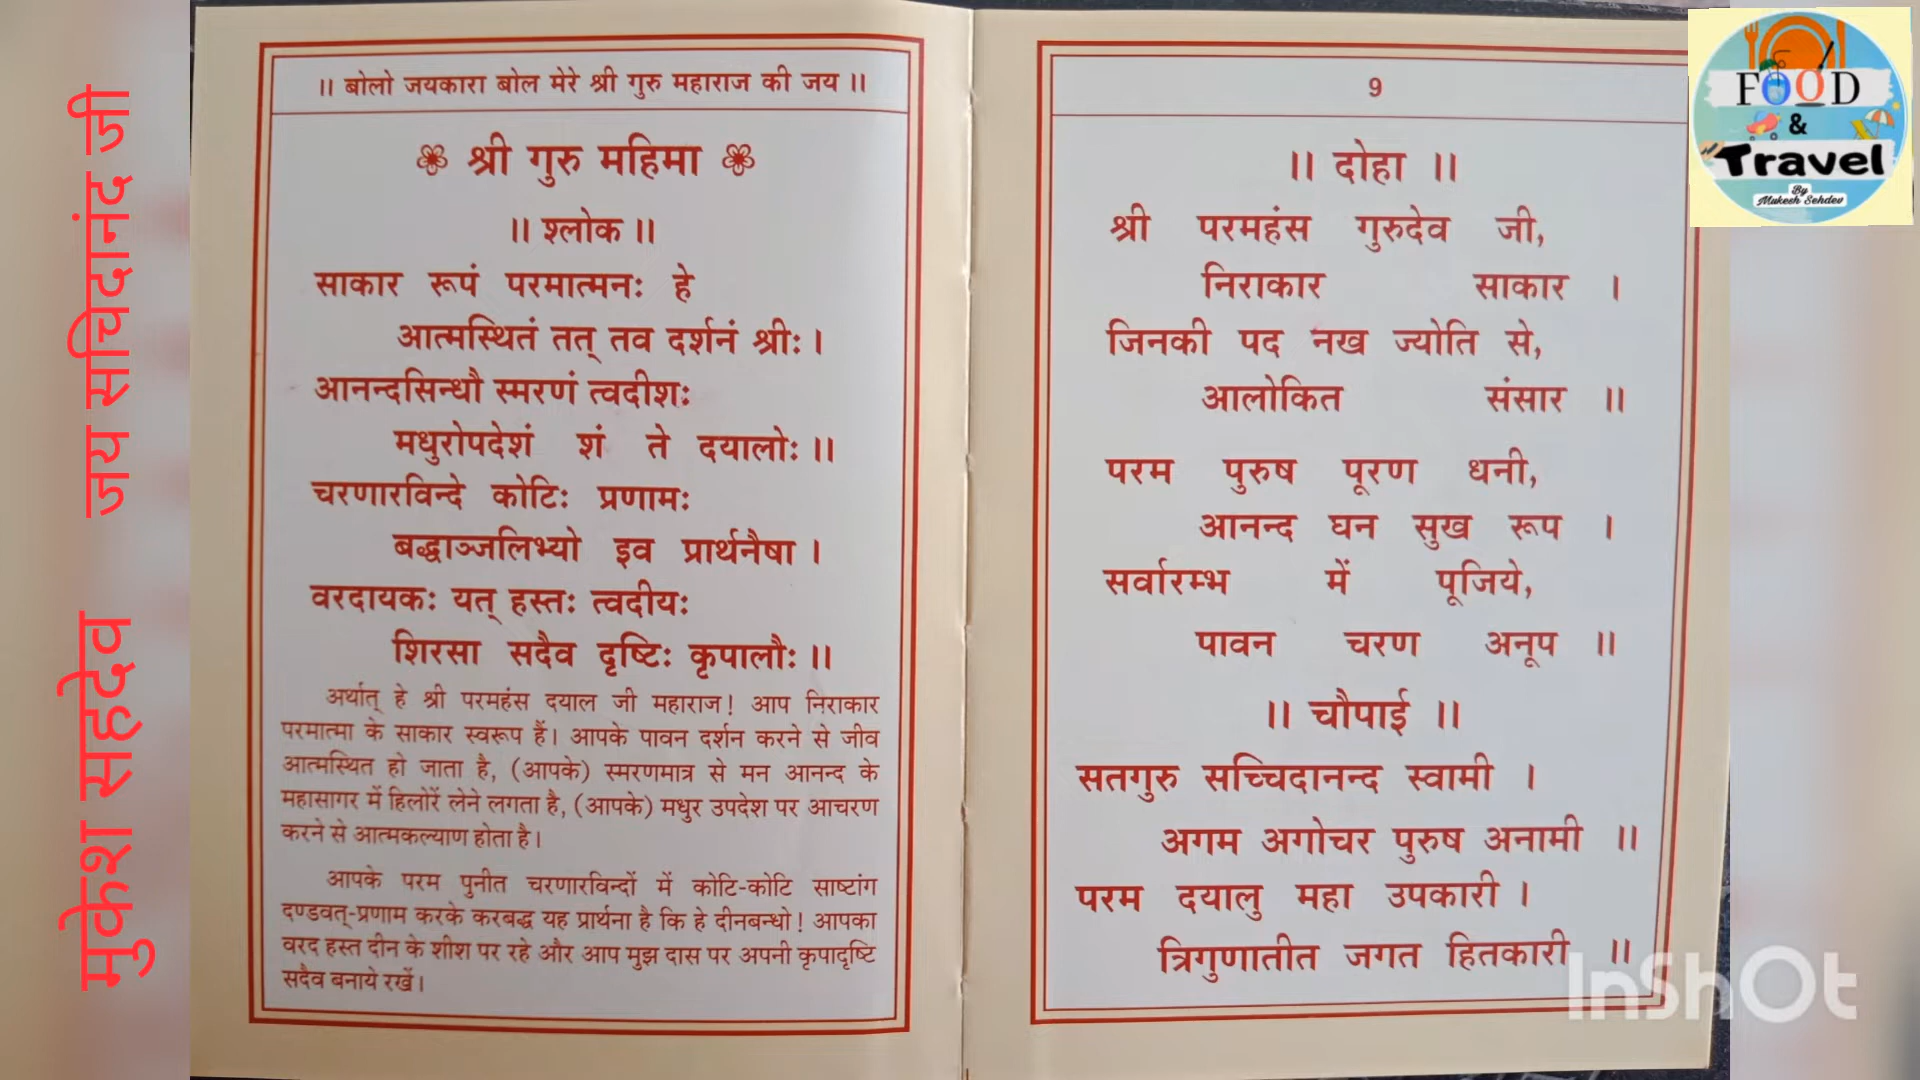 मुकेश सहदेव जय सचिदानंद जी
॥ बोलो जयकारा बोल मेरे श्री गुरु महाराज की जय ॥
श्री गुरु महिमा
॥ श्लोक ॥
साकार रूपं परमात्मनः हे
आत्मस्थितं तत् तव दर्शनं श्रीः ।
आनन्दसिन्धौ स्मरणं त्वदीशः
मधुरोपदेशं शं ते दयालोः ॥
चरणारविन्दे कोटिः प्रणामः
बद्धाञ्जलिभ्यो इव प्रार्थनैषा ।
वरदायकः यत् हस्तः त्वदीयः
शिरसा सदैव दृष्टिः कृपालौः ॥
अर्थात् हे श्री परमहंस दयाल जी महाराज! आप निराकार
परमात्मा के साकार स्वरूप हैं। आपके पावन दर्शन करने से जीव
आत्मस्थित हो जाता है, (आपके) स्मरणमात्र से मन आनन्द के
महासागर में हिलोरें लेने लगता है, (आपके) मधुर उपदेश पर आचरण
करने से आत्मकल्याण होता है।
आपके परम पुनीत चरणारविन्दों में कोटि-कोटि साष्टांग
दण्डवत्-प्रणाम करके करबद्ध यह प्रार्थना है कि हे दीनबन्धो! आपका
वरद हस्त दीन के शीश पर रहे और आप मुझ दास पर अपनी कृपादृष्टि
सदैव बनाये रखें।
9
॥ दोहा ॥
श्री परमहंस गुरुदेव जी,
निराकार साकार ।
जिनकी पद नख ज्योति से,
आलोकित संसार ॥
परम पुरुष पूरण धनी,
आनन्द घन सुख रूप ।
सर्वारम्भ में पूजिये,
पावन चरण अनूप ॥
॥ चौपाई ॥
सतगुरु सच्चिदानन्द स्वामी ।
अगम अगोचर पुरुष अनामी ॥
परम दयालु महा उपकारी ।
त्रिगुणातीत जगत हितकारी ॥
FOOD
&
Travel
By
Mukesh Sehdev
InShOt